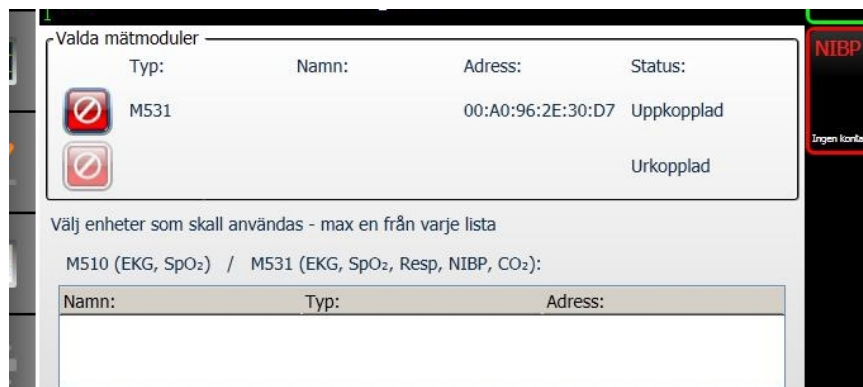 Valda mätmoduler
Typ: Namn: Adress: Status:
M531 00:A0:96:2E:30:D7 Uppkopplad
Urkopplad
NIBP
Ingen
Välj enheter som skall användas - max en från varje lista
M510 (EKG, SpO₂) / M531 (EKG, SpO₂, Resp, NIBP, CO₂):
Namn: Typ: Adress: